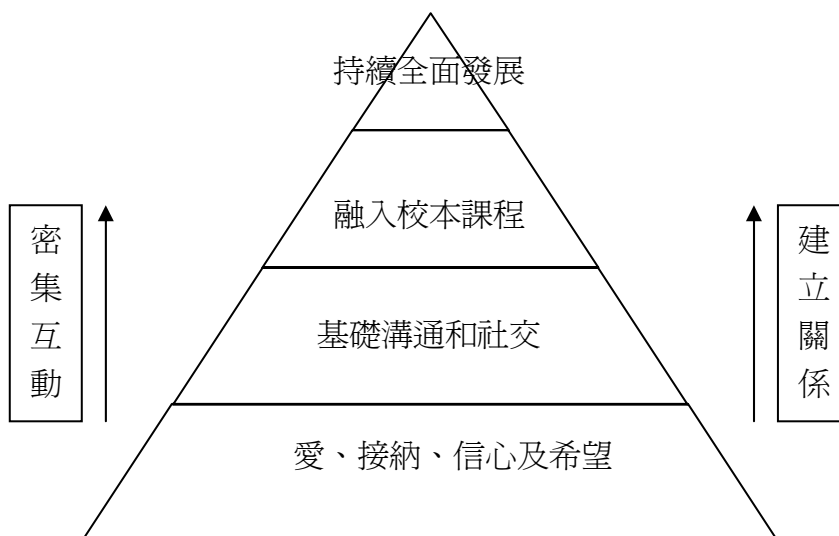 持續全面發展
融入校本課程
密集互動
建立關係
基礎溝通和社交
愛、接納、信心及希望